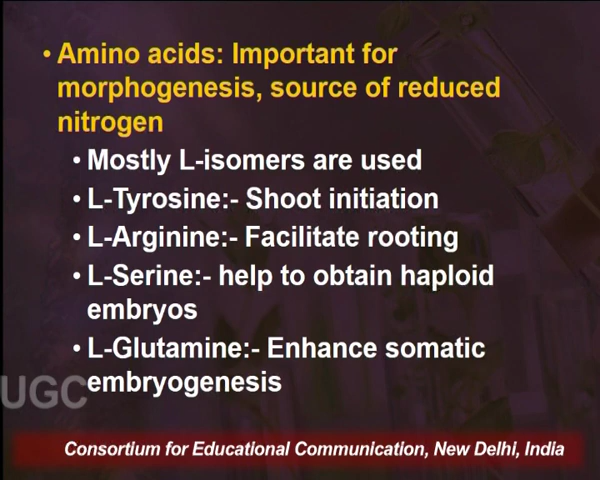 • Amino acids: Important for
morphogenesis, source of reduced
nitrogen
• Mostly L-isomers are used
• L-Tyrosine:- Shoot initiation
• L-Arginine:- Facilitate rooting
• L-Serine:- help to obtain haploid
embryos
• L-Glutamine:- Enhance somatic
embryogenesis
UGC
Consortium for Educational Communication, New Delhi, India